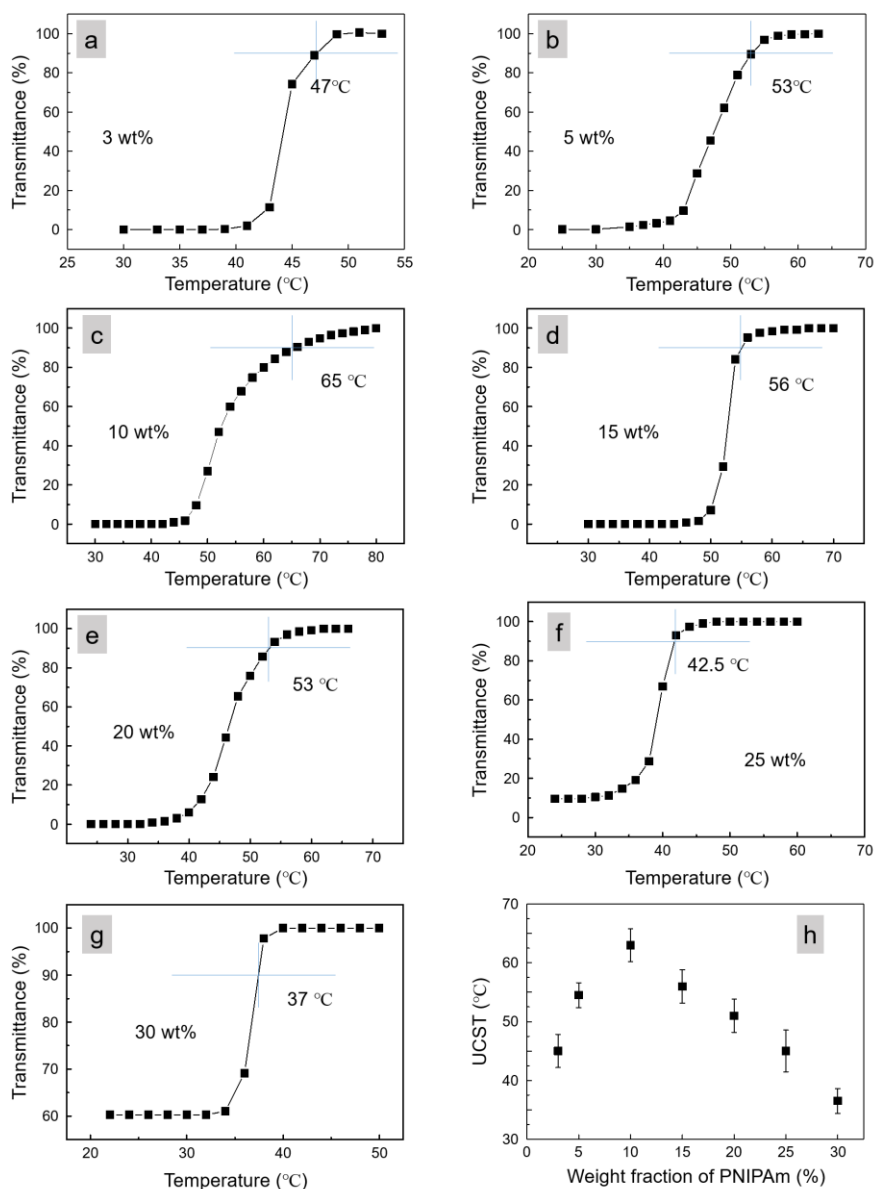 a
Transmittance (%)
100
80
60
40
20
0
47℃
3 wt%
25 30 35 40 45 50 55
Temperature (℃)
b
Transmittance (%)
100
80
60
40
20
0
53℃
5 wt%
20 30 40 50 60 70
Temperature (℃)
c
Transmittance (%)
100
80
60
40
20
0
65 ℃
10 wt%
30 40 50 60 70 80
Temperature (℃)
d
Transmittance (%)
100
80
60
40
20
0
56 ℃
15 wt%
20 30 40 50 60 70
Temperature (℃)
e
Transmittance (%)
100
80
60
40
20
0
53 ℃
20 wt%
30 40 50 60 70
Temperature (℃)
f
Transmittance (%)
100
80
60
40
20
0
42.5 ℃
25 wt%
20 30 40 50 60 70
Temperature (℃)
g
Transmittance (%)
100
90
80
70
60
37 ℃
30 wt%
20 30 40 50
Temperature (℃)
h
UCST (℃)
70
60
50
40
30
0 5 10 15 20 25 30
Weight fraction of PNIPAm (%)